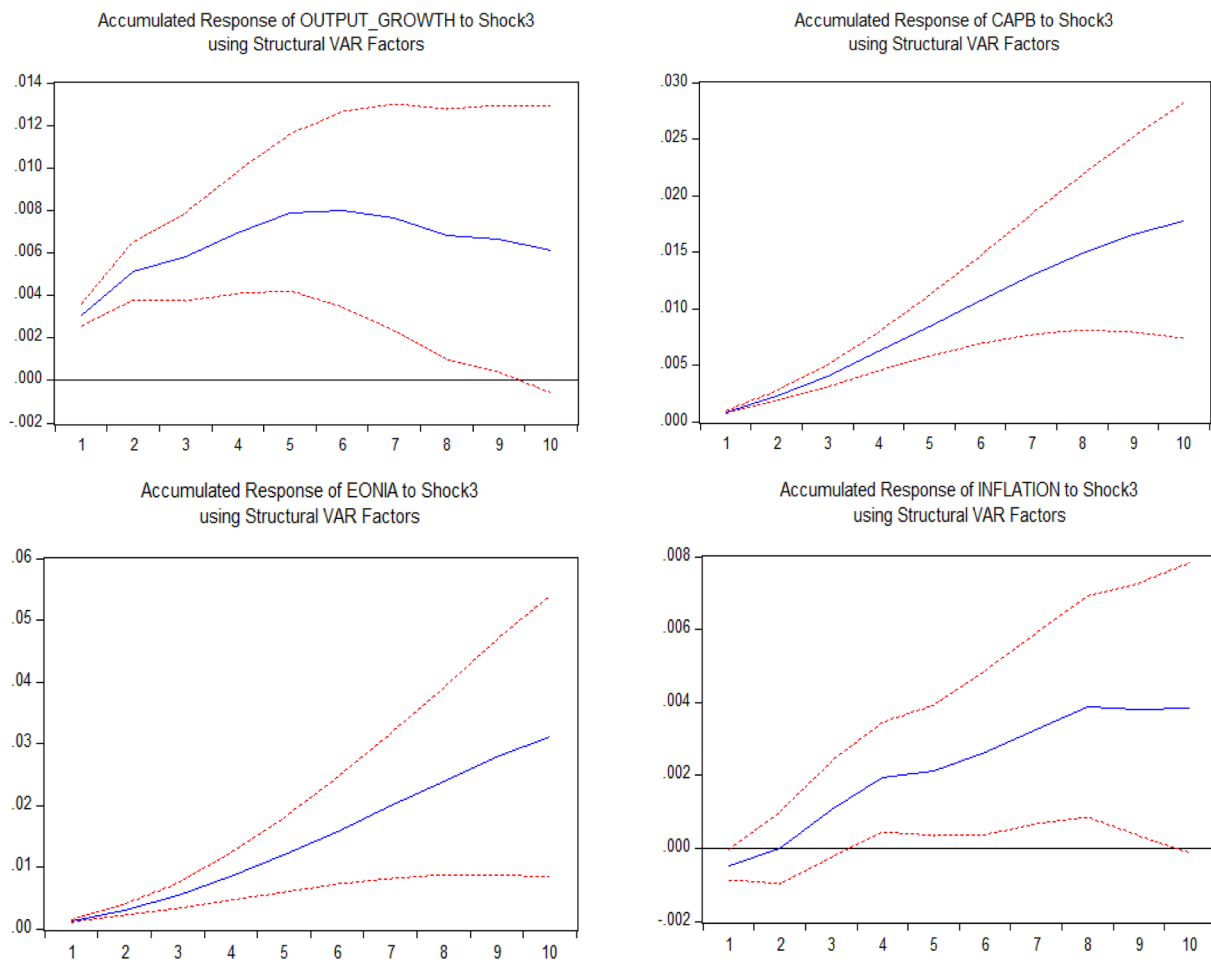 Accumulated Response of OUTPUT_GROWTH to Shock3
using Structural VAR Factors
.014
.012
.010
.008
.006
.004
.002
.000
-.002
1 2 3 4 5 6 7 8 9 10
Accumulated Response of CAPB to Shock3
using Structural VAR Factors
.030
.025
.020
.015
.010
.005
.000
1 2 3 4 5 6 7 8 9 10
Accumulated Response of EONIA to Shock3
using Structural VAR Factors
.06
.05
.04
.03
.02
.01
.00
1 2 3 4 5 6 7 8 9 10
Accumulated Response of INFLATION to Shock3
using Structural VAR Factors
.008
.006
.004
.002
.000
-.002
1 2 3 4 5 6 7 8 9 10